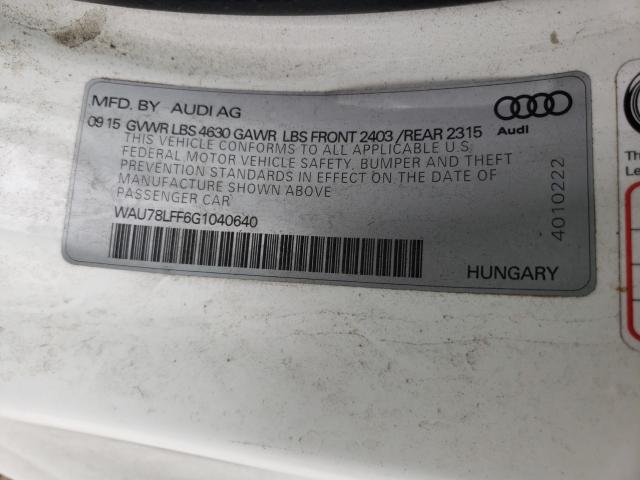 MFD. BY AUDI AG
09 15 GVWR LBS 4630 GAWR LBS FRONT 2403 / REAR 2315
THIS VEHICLE CONFORMS TO ALL APPLICABLE U.S.
FEDERAL MOTOR VEHICLE SAFETY, BUMPER AND THEFT
PREVENTION STANDARDS IN EFFECT ON THE DATE OF
MANUFACTURE SHOWN ABOVE
PASSENGER CAR
WAU78LFF6G1040640
HUNGARY
Audi
4010222